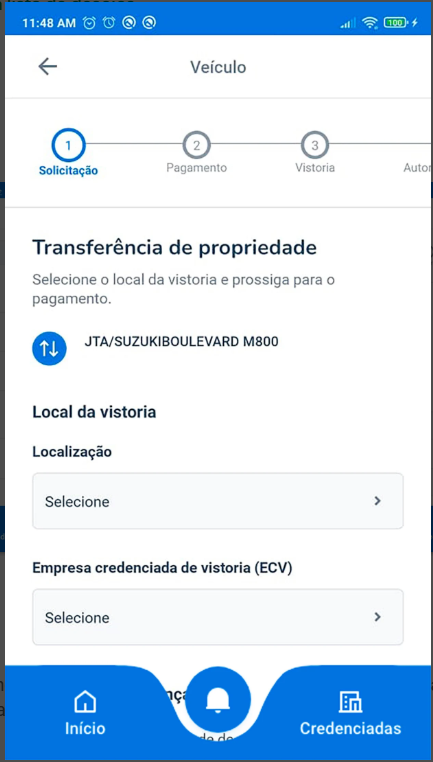 11:48 AM
100
Veículo
1
2
3
Solicitação
Pagamento
Vistoria
Autor
Transferência de propriedade
Selecione o local da vistoria e prossiga para o
pagamento.
JTA/SUZUKIBOULEVARD M800
Local da vistoria
Localização
Selecione
Empresa credenciada de vistoria (ECV)
Selecione
Início
Credenciadas